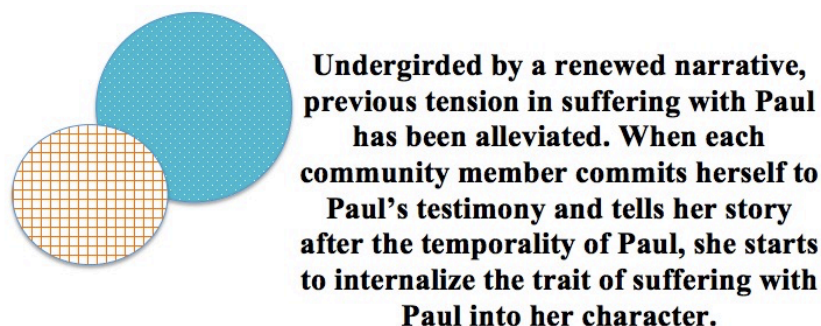 Undergirded by a renewed narrative,
previous tension in suffering with Paul
has been alleviated. When each
community member commits herself to
Paul’s testimony and tells her story
after the temporality of Paul, she starts
to internalize the trait of suffering with
Paul into her character.